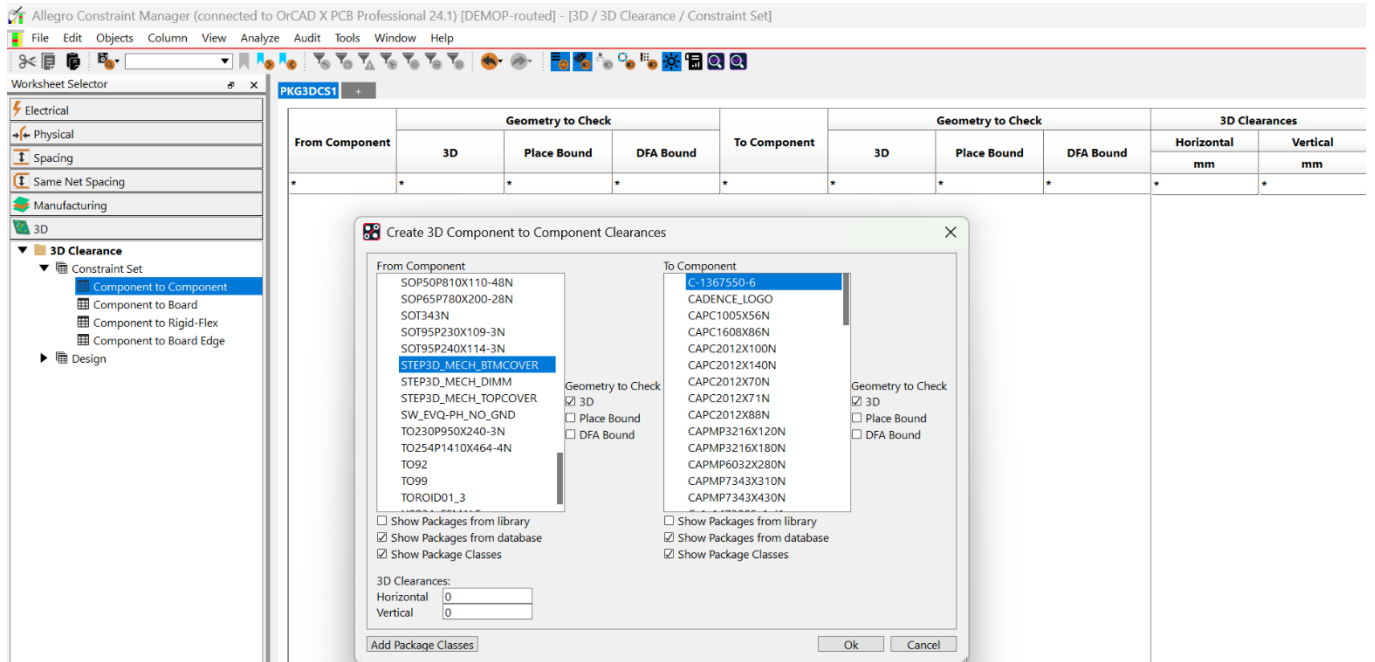 Allegro Constraint Manager (connected to OrCAD X PCB Professional 24.1) [DEMOP-routed] - [3D / 3D Clearance / Constraint Set]
File Edit Objects Column View Analyze Audit Tools Window Help
Worksheet Selector
Electrical
Physical
Spacing
Same Net Spacing
Manufacturing
3D
3D Clearance
Constraint Set
Component to Component
Component to Board
Component to Rigid-Flex
Component to Board Edge
Design
PKG3DCS1 +
Geometry to Check Geometry to Check 3D Clearances
From Component 3D Place Bound DFA Bound To Component 3D Place Bound DFA Bound Horizontal Vertical
mm mm
* * * * * * * * * *
Create 3D Component to Component Clearances
From Component
SOP50P810X110-48N
SOP65P780X200-28N
SOT343N
SOT95P230X109-3N
SOT95P240X114-3N
STEP3D_MECH_BTMCOVER
STEP3D_MECH_DIMM
STEP3D_MECH_TOPCOVER
SW_EVQ-PH_NO_GND
TO230P950X240-3N
TO254P1410X464-4N
TO92
TO99
TOROID01_3
Geometry to Check
3D
Place Bound
DFA Bound
Show Packages from library
Show Packages from database
Show Package Classes
To Component
C-1367550-6
CADENCE_LOGO
CAPC1005X56N
CAPC1608X86N
CAPC2012X100N
CAPC2012X140N
CAPC2012X70N
CAPC2012X71N
CAPC2012X88N
CAPMP3216X120N
CAPMP3216X180N
CAPMP6032X280N
CAPMP7343X310N
CAPMP7343X430N
Geometry to Check
3D
Place Bound
DFA Bound
Show Packages from library
Show Packages from database
Show Package Classes
3D Clearances:
Horizontal 0
Vertical 0
Add Package Classes Ok Cancel